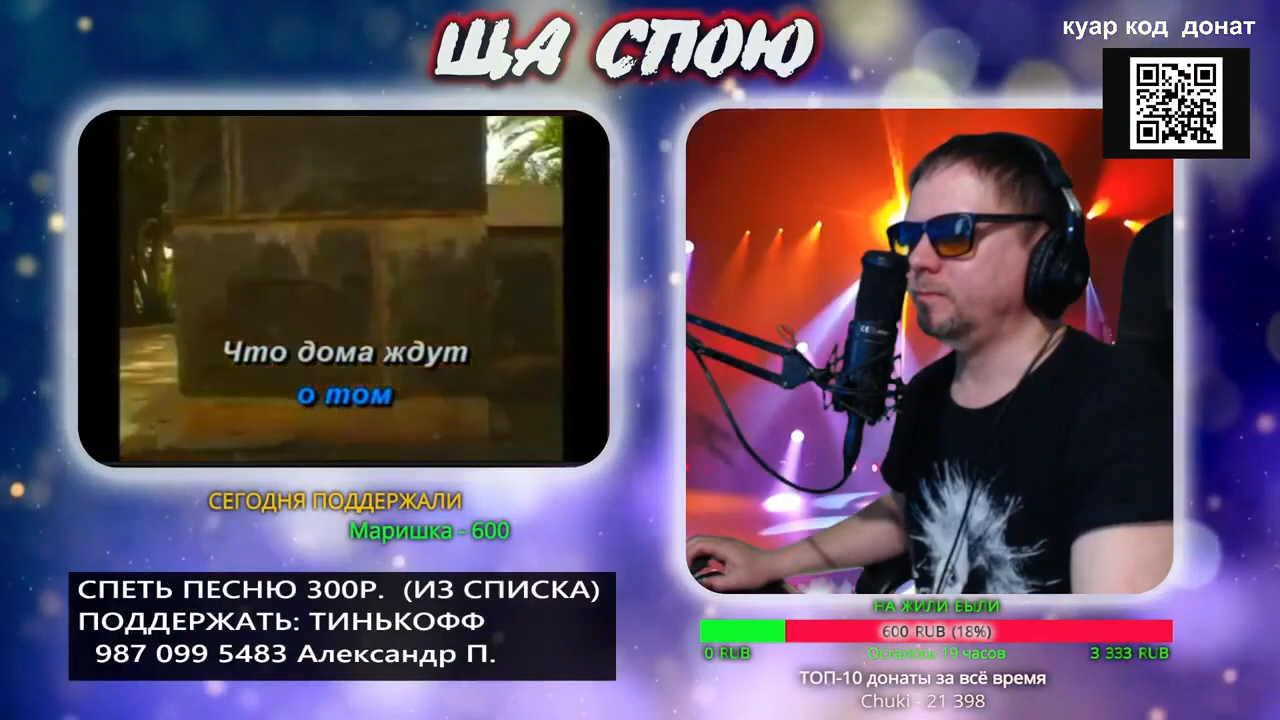 ЩА СПОЮ
куар код донат
Что дома ждут
о том
СЕГОДНЯ ПОДДЕРЖАЛИ
Маришка - 600
СПЕТЬ ПЕСНЮ 300Р. (ИЗ СПИСКА)
ПОДДЕРЖАТЬ: ТИНЬКОФФ
987 099 5483 Александр П.
НА ЖИЛИ БЫЛИ
600 RUB (18%)
0 RUB
Осталось 19 часов
3 333 RUB
ТОП-10 донаты за всё время
Chuki - 21 398